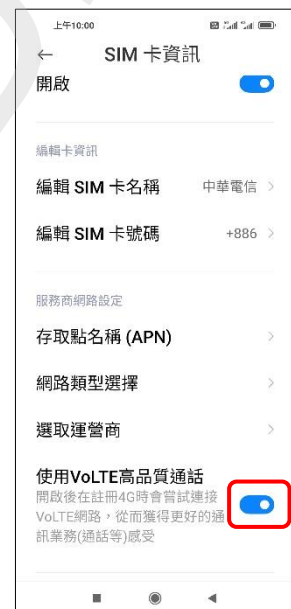 上午10:00
SIM 卡資訊
開啟
編輯卡資訊
編輯 SIM 卡名稱 中華電信
編輯 SIM 卡號碼 +886
服務商網路設定
存取點名稱 (APN)
網路類型選擇
選取運營商
使用VoLTE高品質通話
開啟後在註冊4G時會嘗試連接
VoLTE網路，從而獲得更好的通
訊業務(通話等)感受